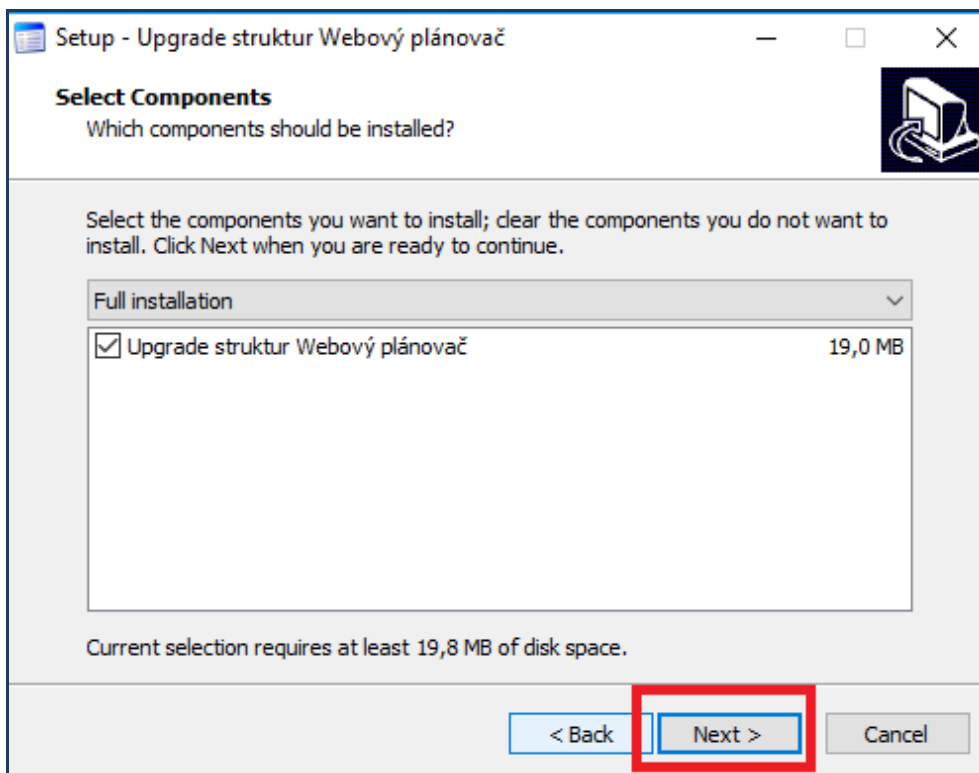 Setup - Upgrade struktur Webový plánovač
Select Components
Which components should be installed?
Select the components you want to install; clear the components you do not want to
install. Click Next when you are ready to continue.
Full installation
Upgrade struktur Webový plánovač 19,0 MB
Current selection requires at least 19,8 MB of disk space.
< Back Next > Cancel